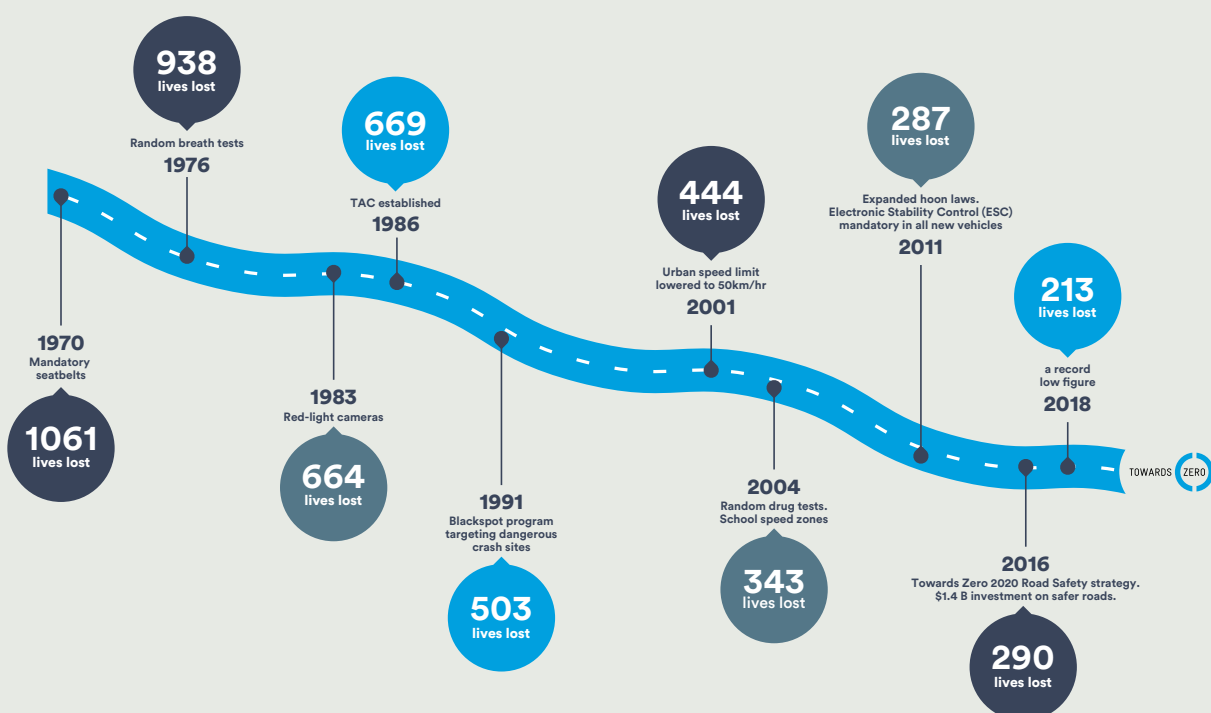 938
lives lost
Random breath tests
1976
669
lives lost
TAC established
1986
444
lives lost
Urban speed limit
lowered to 50km/hr
2001
287
lives lost
Expanded hoon laws.
Electronic Stability Control (ESC)
mandatory in all new vehicles
2011
213
lives lost
a record
low figure
2018
1970
Mandatory
seatbelts
1061
lives lost
1983
Red-light cameras
664
lives lost
1991
Blackspot program
targeting dangerous
crash sites
503
lives lost
2004
Random drug tests.
School speed zones
343
lives lost
2016
Towards Zero 2020 Road Safety strategy.
$1.4 B investment on safer roads.
290
lives lost
TOWARDS ZERO